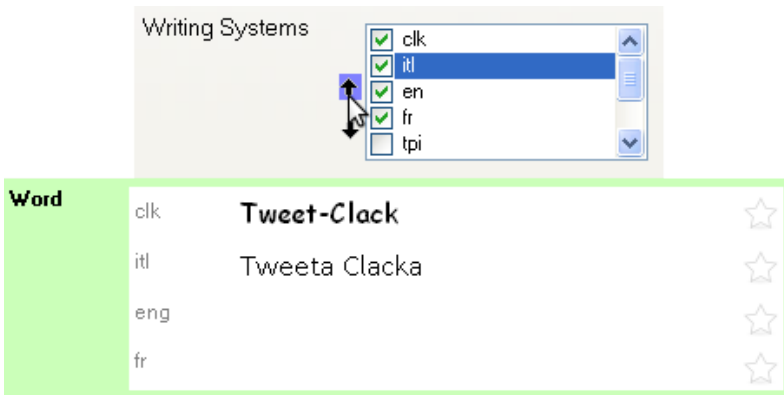 Writing Systems
clk
itl
en
fr
tpi
Word
clk Tweet-Clack
itl Tweeta Clacka
eng
fr